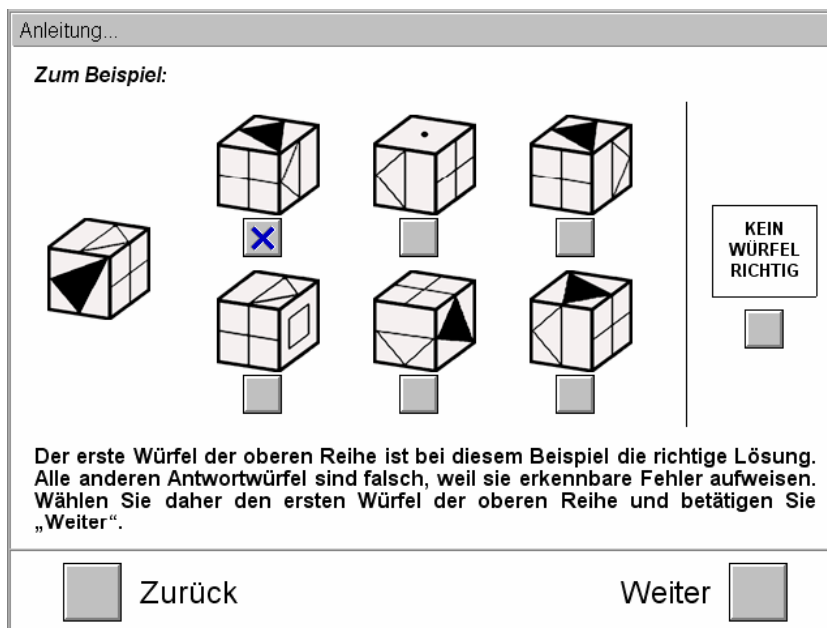 Anleitung...
Zum Beispiel:
KEIN
WÜRFEL
RICHTIG
Der erste Würfel der oberen Reihe ist bei diesem Beispiel die richtige Lösung.
Alle anderen Antwortwürfel sind falsch, weil sie erkennbare Fehler aufweisen.
Wählen Sie daher den ersten Würfel der oberen Reihe und betätigen Sie
„Weiter“.
Zurück
Weiter